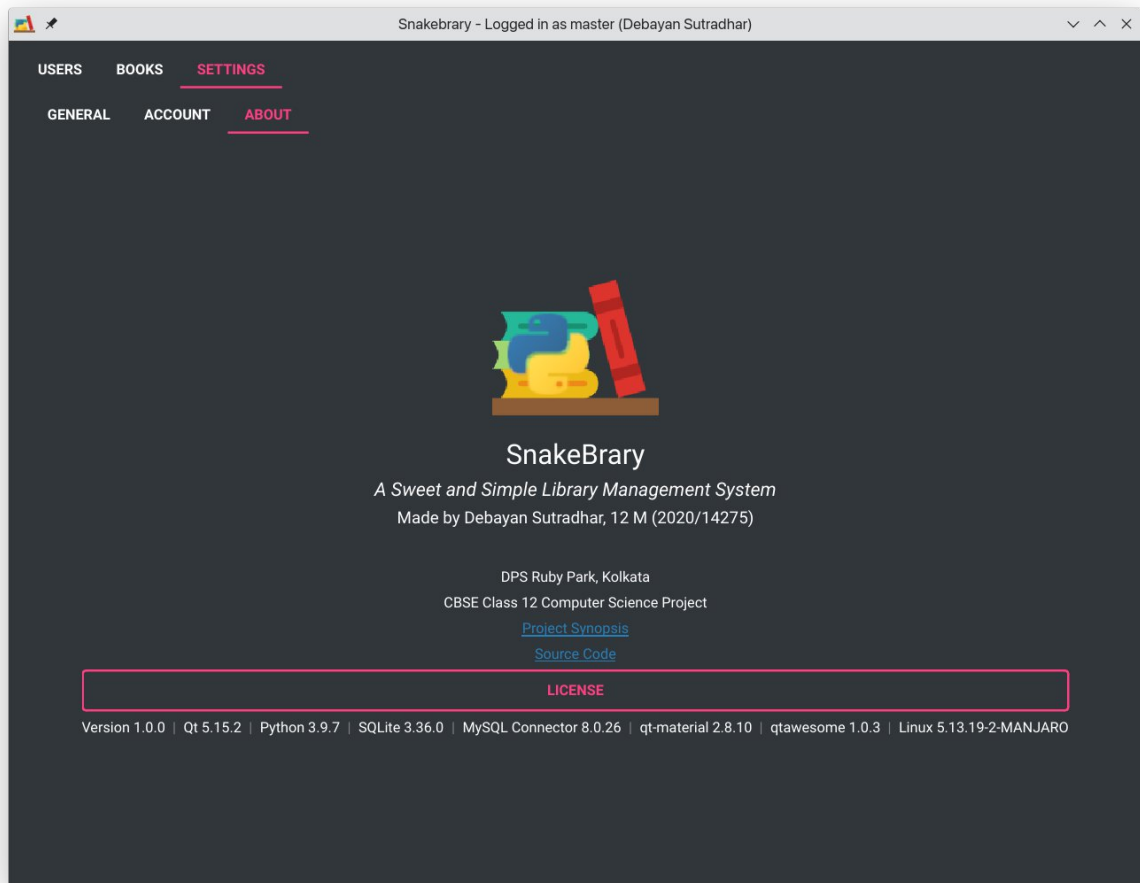 Snakebrary - Logged in as master (Debayan Sutradhar)
USERS BOOKS SETTINGS
GENERAL ACCOUNT ABOUT
SnakeBrary
A Sweet and Simple Library Management System
Made by Debayan Sutradhar, 12 M (2020/14275)
DPS Ruby Park, Kolkata
CBSE Class 12 Computer Science Project
Project Synopsis
Source Code
LICENSE
Version 1.0.0 | Qt 5.15.2 | Python 3.9.7 | SQLite 3.36.0 | MySQL Connector 8.0.26 | qt-material 2.8.10 | qtawesome 1.0.3 | Linux 5.13.19-2-MANJARO